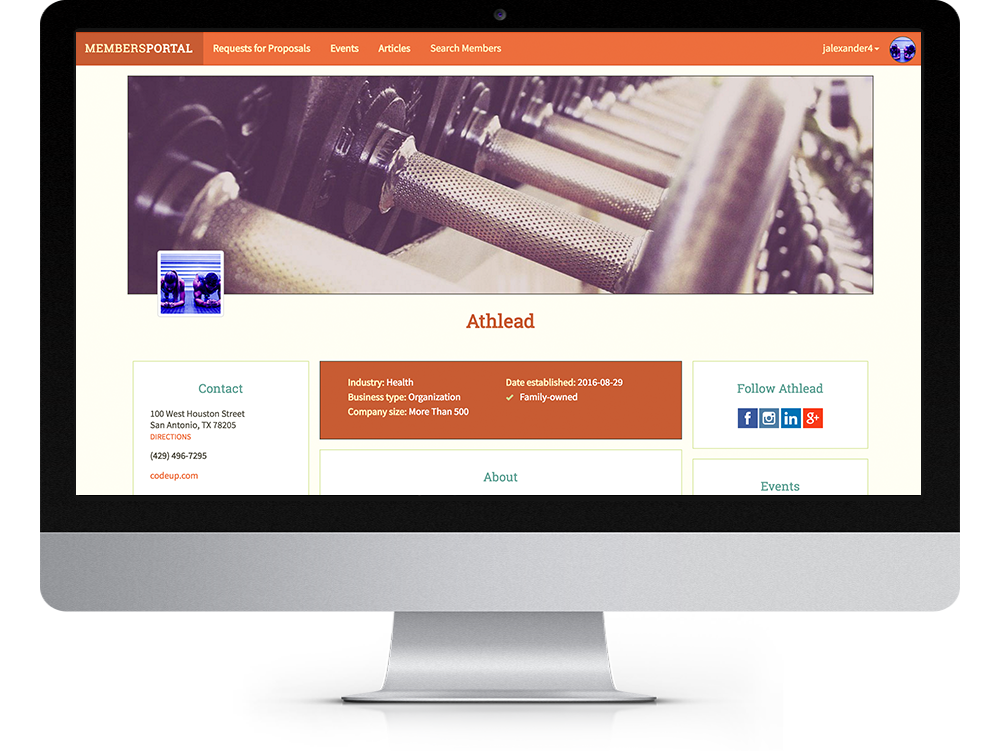 MEMBERSPORTAL Requests for Proposals Events Articles Search Members jalexander4
Athlead
Contact
100 West Houston Street
San Antonio, TX 78205
DIRECTIONS
(429) 496-7295
codeup.com
Industry: Health
Business type: Organization
Company size: More Than 500
Date established: 2016-08-29
Family-owned
About
Follow Athlead
f in g+
Events